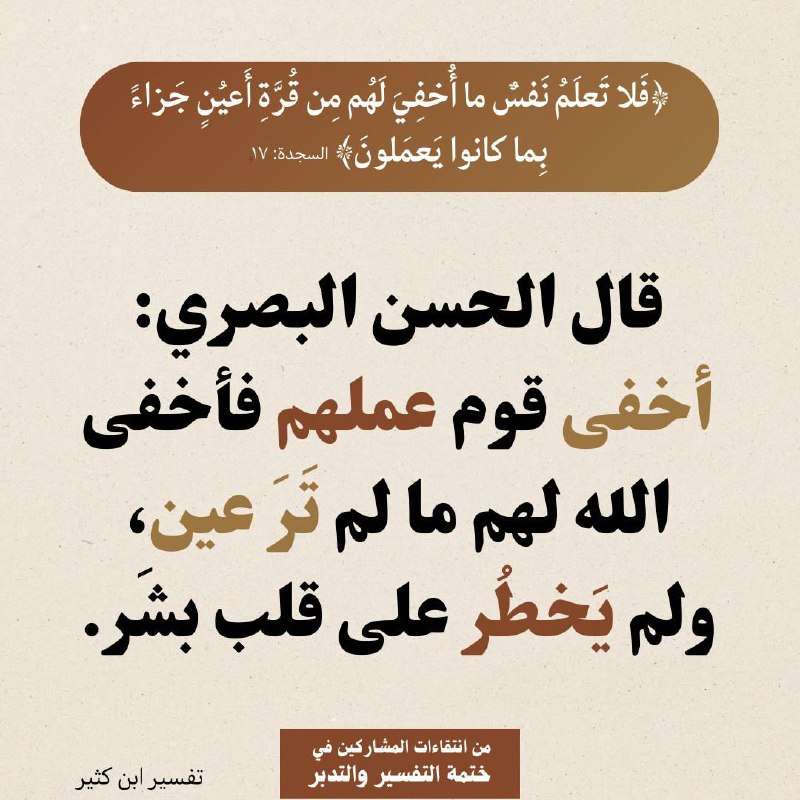 ﴿فَلا تَعلَمُ نَفسٌ ما أُخفِيَ لَهُم مِن قُرَّةِ أَعيُنٍ جَزاءً
بِما كانوا يَعمَلونَ﴾ السجدة: ١٧
قال الحسن البصري:
أخفى قوم عملهم فأخفى
الله لهم ما لم تَرَ عين،
ولم يَخطُر على قلب بشَر.
من انتقاءات المشاركين في
ختمة التفسير والتدبر
تفسير ابن كثير